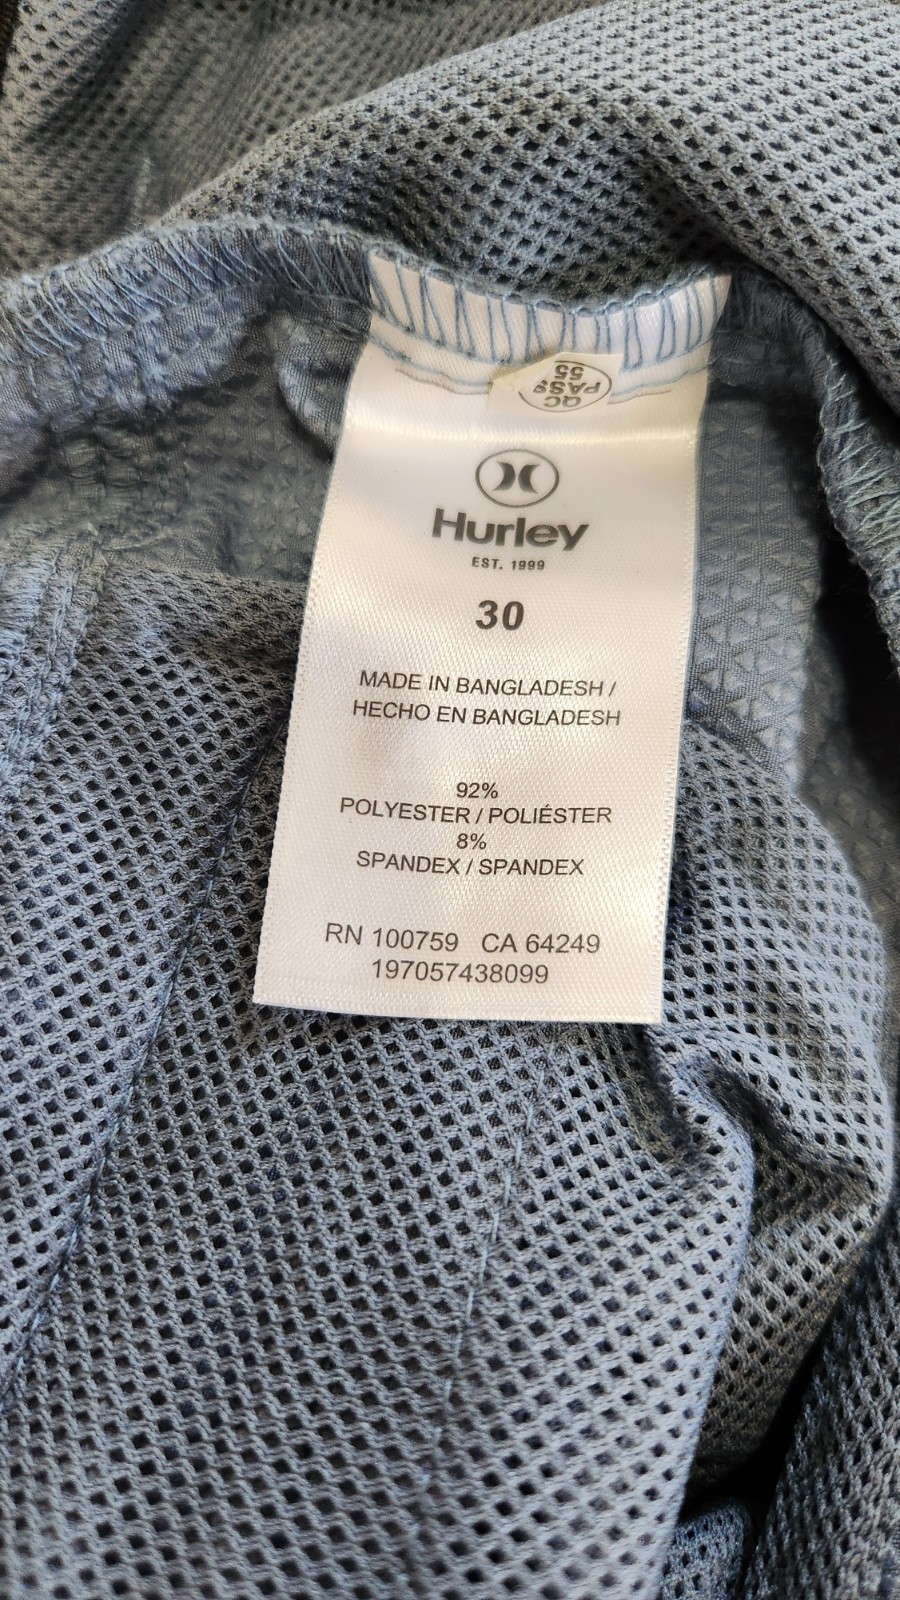 QC
PASS
55
Hurley
EST. 1999
30
MADE IN BANGLADESH /
HECHO EN BANGLADESH
92%
POLYESTER / POLIÉSTER
8%
SPANDEX / SPANDEX
RN 100759 CA 64249
197057438099